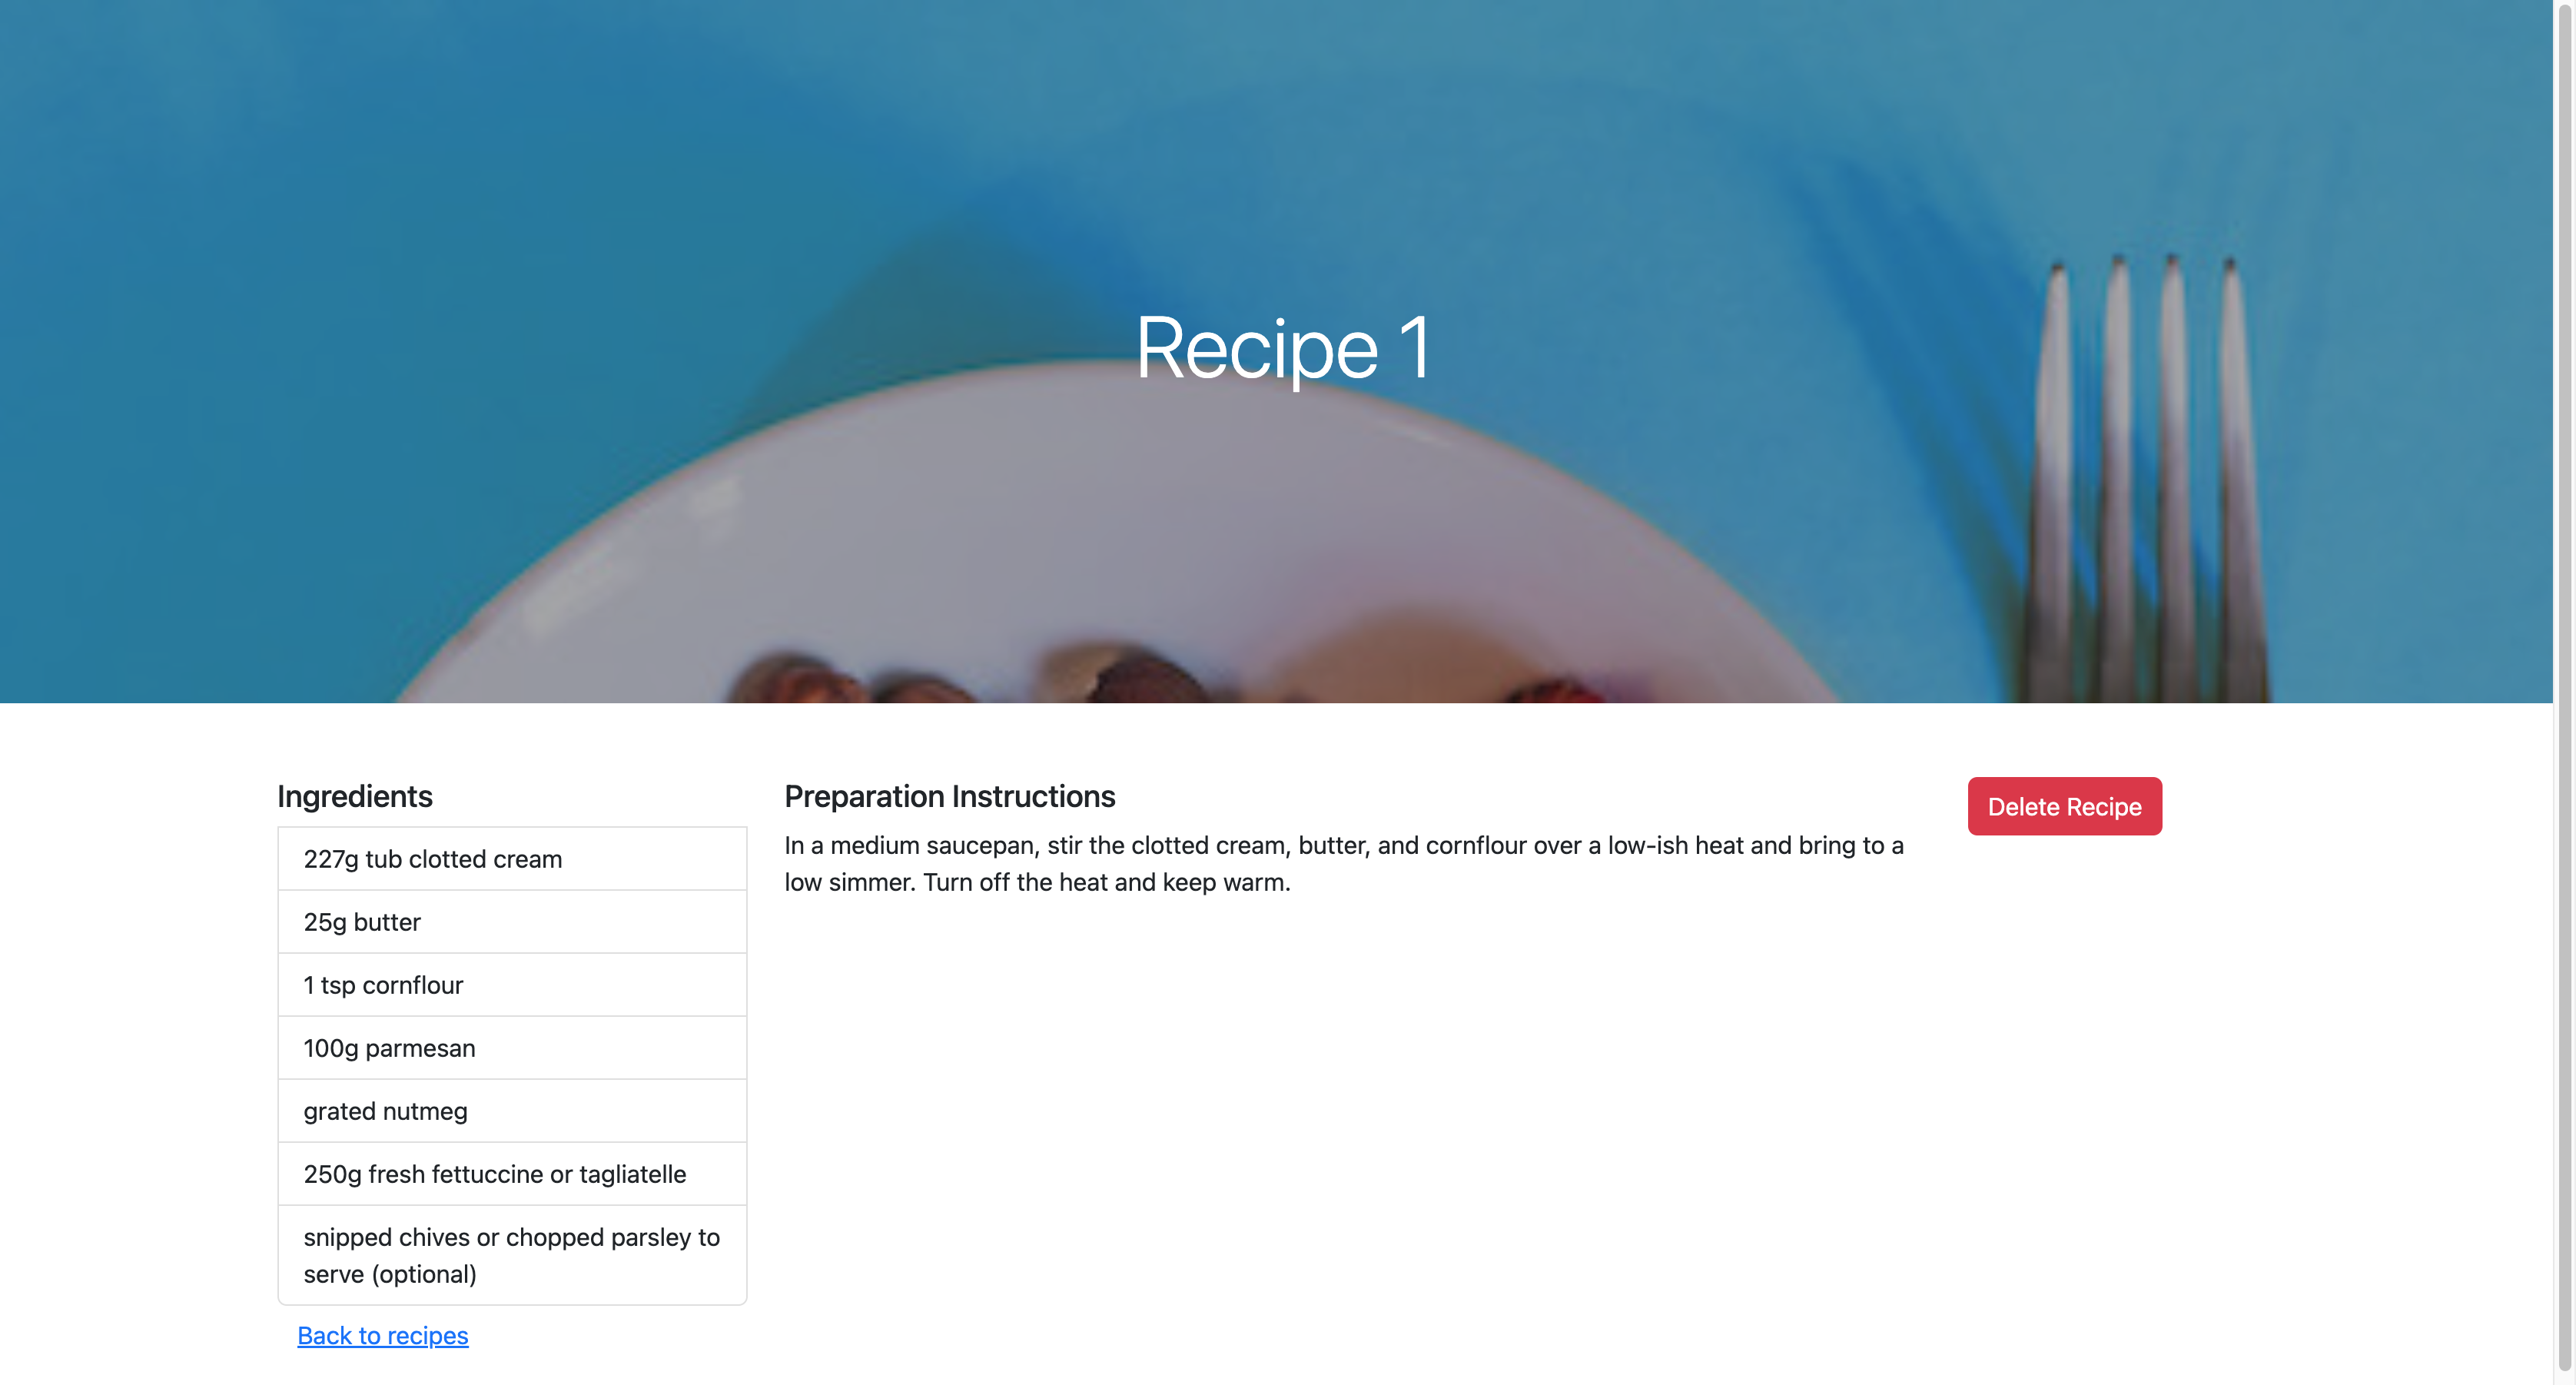 Recipe 1
Ingredients
227g tub clotted cream
25g butter
1 tsp cornflour
100g parmesan
grated nutmeg
250g fresh fettuccine or tagliatelle
snipped chives or chopped parsley to
serve (optional)
Back to recipes
Preparation Instructions
In a medium saucepan, stir the clotted cream, butter, and cornflour over a low-ish heat and bring to a
low simmer. Turn off the heat and keep warm.
Delete Recipe